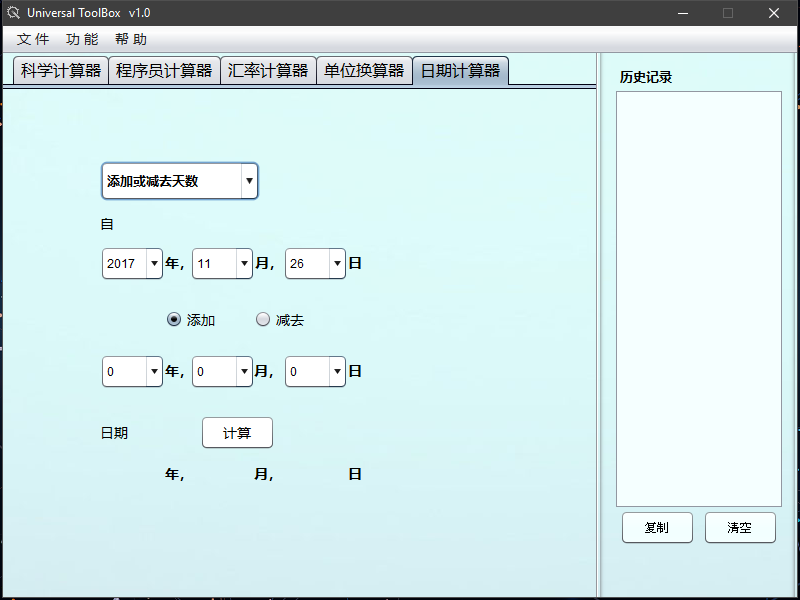 Universal ToolBox v1.0
文件 功能 帮助
科学计算器 程序员计算器 汇率计算器 单位换算器 日期计算器
历史记录
添加或减去天数
自
2017 年, 11 月, 26 日
添加 减去
0 年, 0 月, 0 日
日期 计算
年, 月, 日
复制 清空